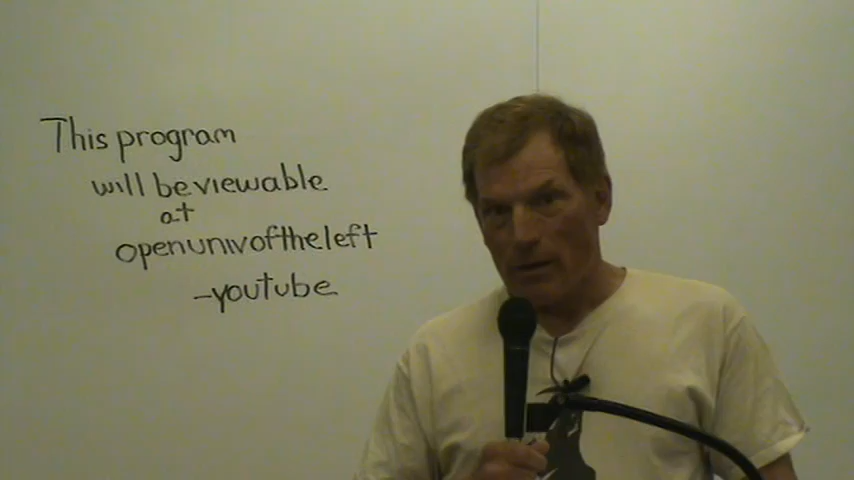 This program
will be viewable
at
openunivoftheleft
-youtube